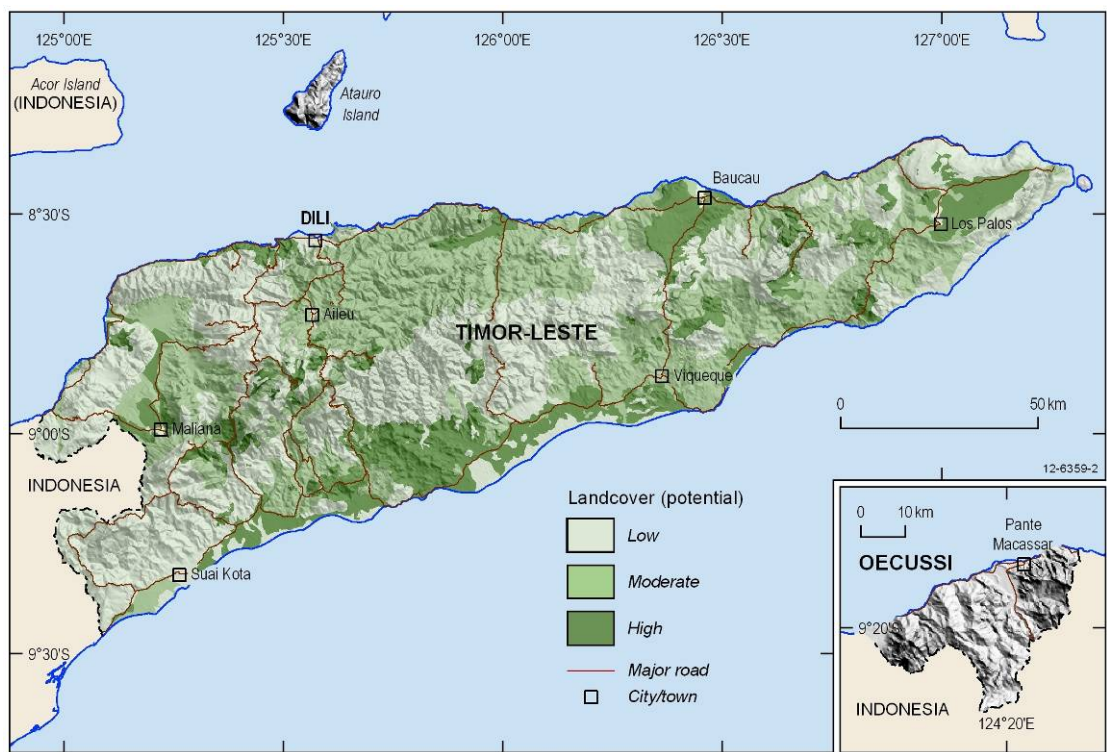 125°00'E
125°30'E
126°00'E
126°30'E
127°00'E
Acor Island
(INDONESIA)
Atauro
Island
Baucau
8°30'S
DILI
Los Palos
Aileu
TIMOR-LESTE
Viqueque
0 50 km
9°00'S
Maliana
12-6359-2
INDONESIA
Landcover (potential)
0 10 km
Pante
Macassar
Low
OECUSSI
Suai Kota
Moderate
High
9°20'S
9°30'S
Major road
City/town
INDONESIA
124°20'E